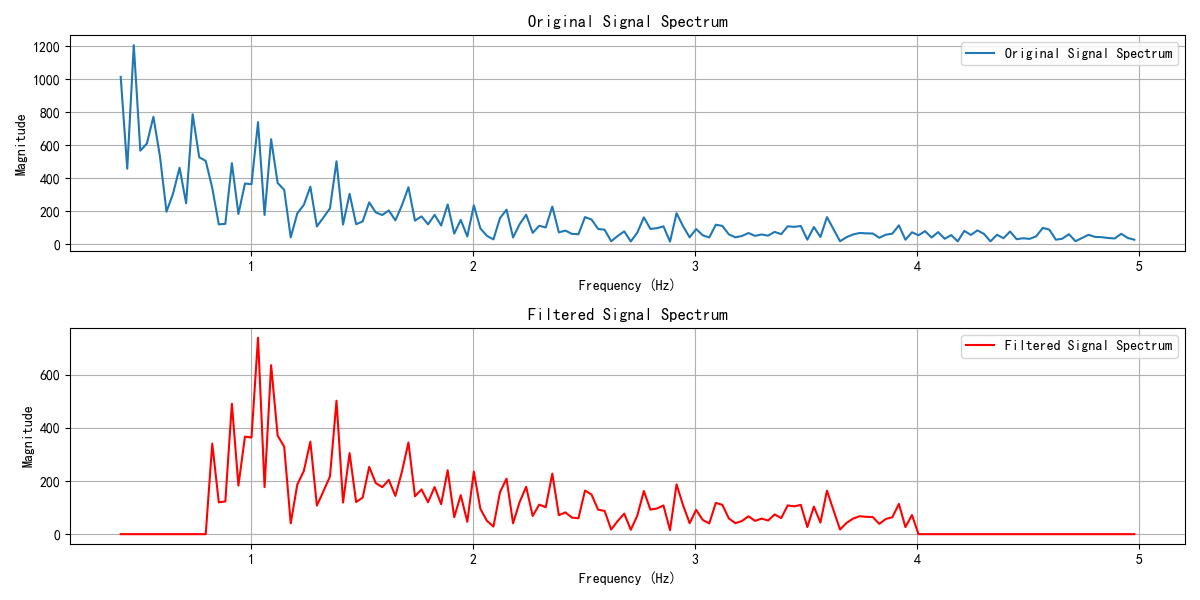 Original Signal Spectrum
Original Signal Spectrum
Magnitude
1200
1000
800
600
400
200
0
1 2 3 4 5
Frequency (Hz)
Filtered Signal Spectrum
Filtered Signal Spectrum
Magnitude
600
400
200
0
1 2 3 4 5
Frequency (Hz)